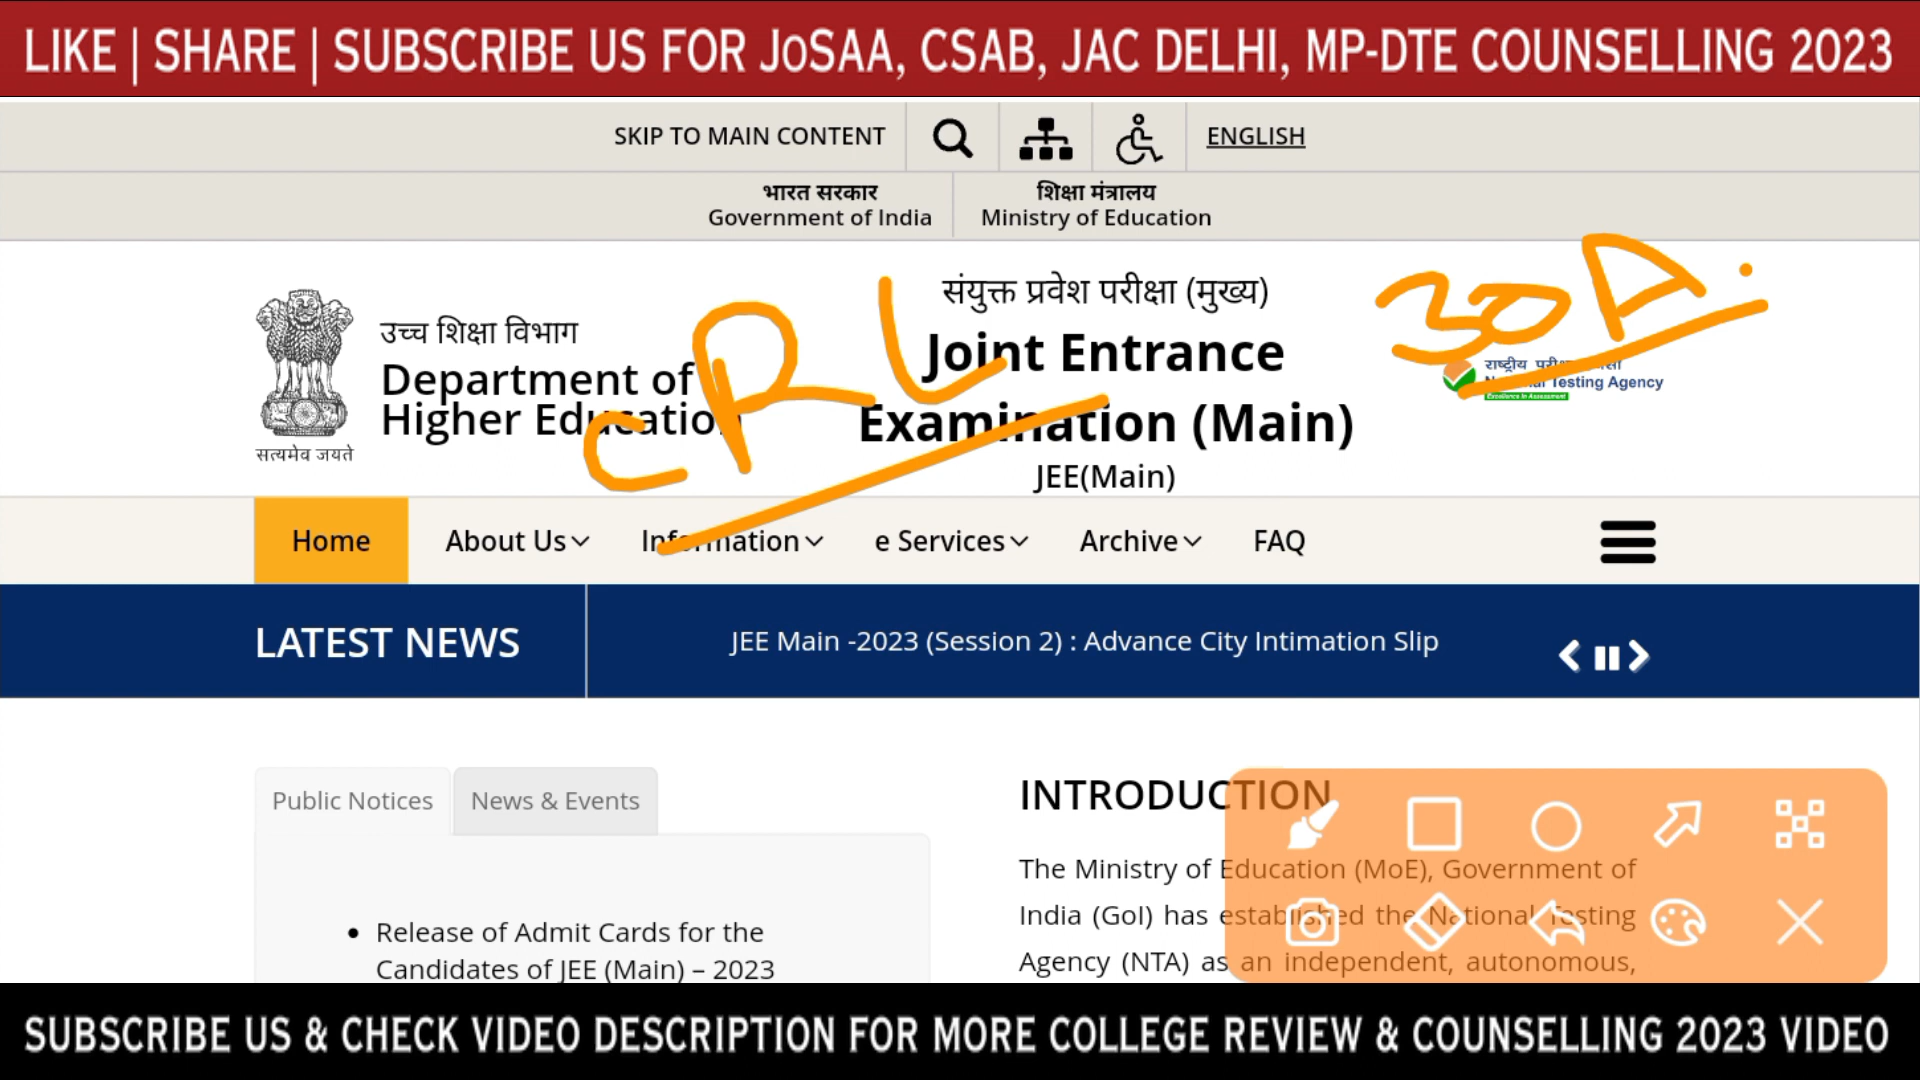 LIKE | SHARE | SUBSCRIBE US FOR JoSAA, CSAB, JAC DELHI, MP-DTE COUNSELLING 2023
SKIP TO MAIN CONTENT
ENGLISH
भारत सरकार
Government of India
शिक्षा मंत्रालय
Ministry of Education
सत्यमेव जयते
उच्च शिक्षा विभाग
Department of
Higher Education
CRL
संयुक्त प्रवेश परीक्षा (मुख्य)
Joint Entrance
Examination (Main)
JEE(Main)
राष्ट्रीय
National Testing Agency
Excellence in Assessment
Home
About Us
Information
e Services
Archive
FAQ
LATEST NEWS
JEE Main -2023 (Session 2) : Advance City Intimation Slip
Public Notices
News & Events
Release of Admit Cards for the
Candidates of JEE (Main) – 2023
INTRODUCTION
The Ministry of Education (MoE), Government of
India (GoI) has established the National Testing
Agency (NTA) as an independent, autonomous,
SUBSCRIBE US & CHECK VIDEO DESCRIPTION FOR MORE COLLEGE REVIEW & COUNSELLING 2023 VIDEO